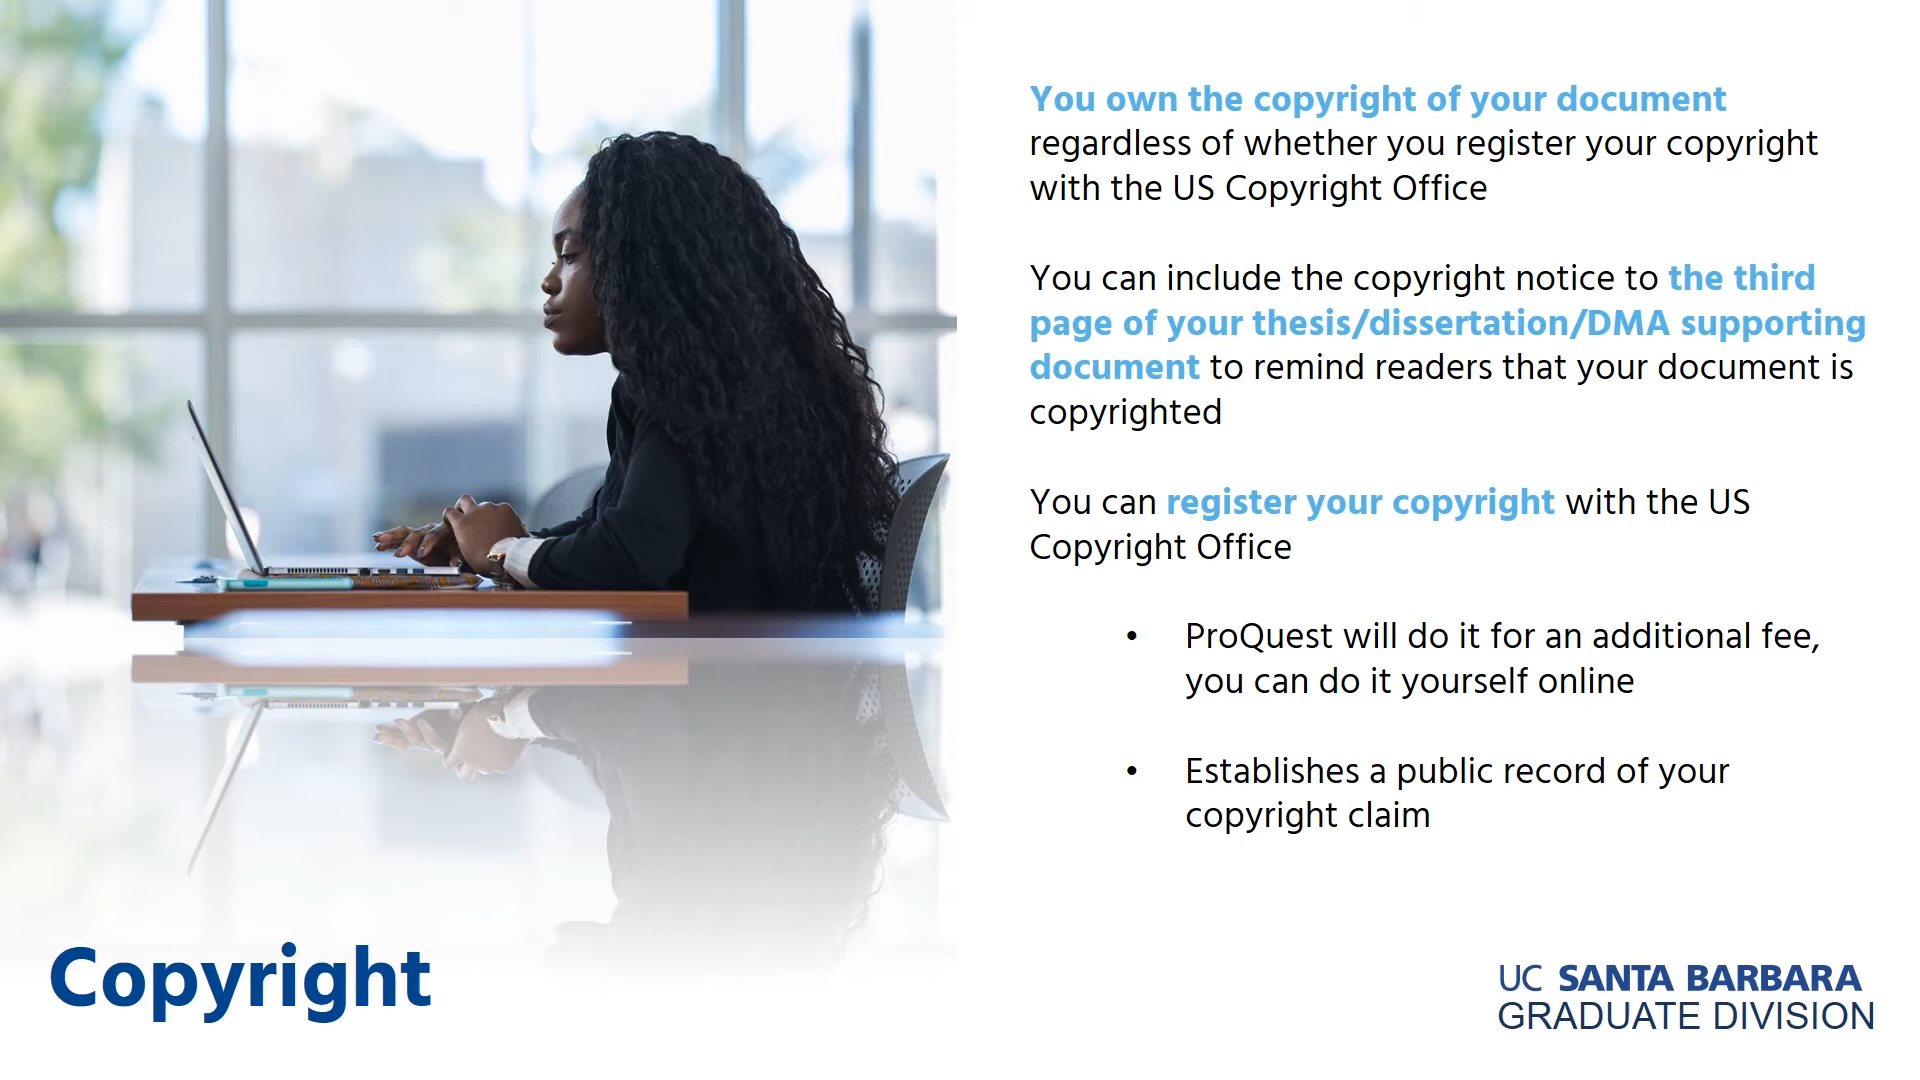 You own the copyright of your document
regardless of whether you register your copyright
with the US Copyright Office
You can include the copyright notice to the third
page of your thesis/dissertation/DMA supporting
document to remind readers that your document is
copyrighted
You can register your copyright with the US
Copyright Office
• ProQuest will do it for an additional fee,
you can do it yourself online
• Establishes a public record of your
copyright claim
Copyright
UC SANTA BARBARA
GRADUATE DIVISION